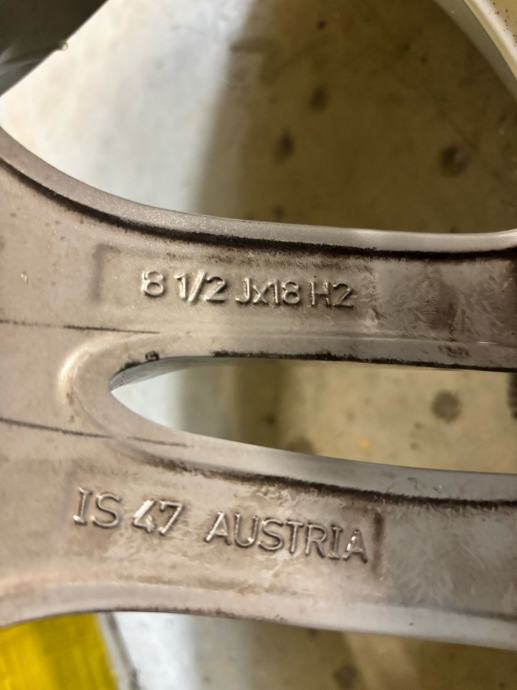 8 1/2 Jx18 H2
IS 47 AUSTRIA